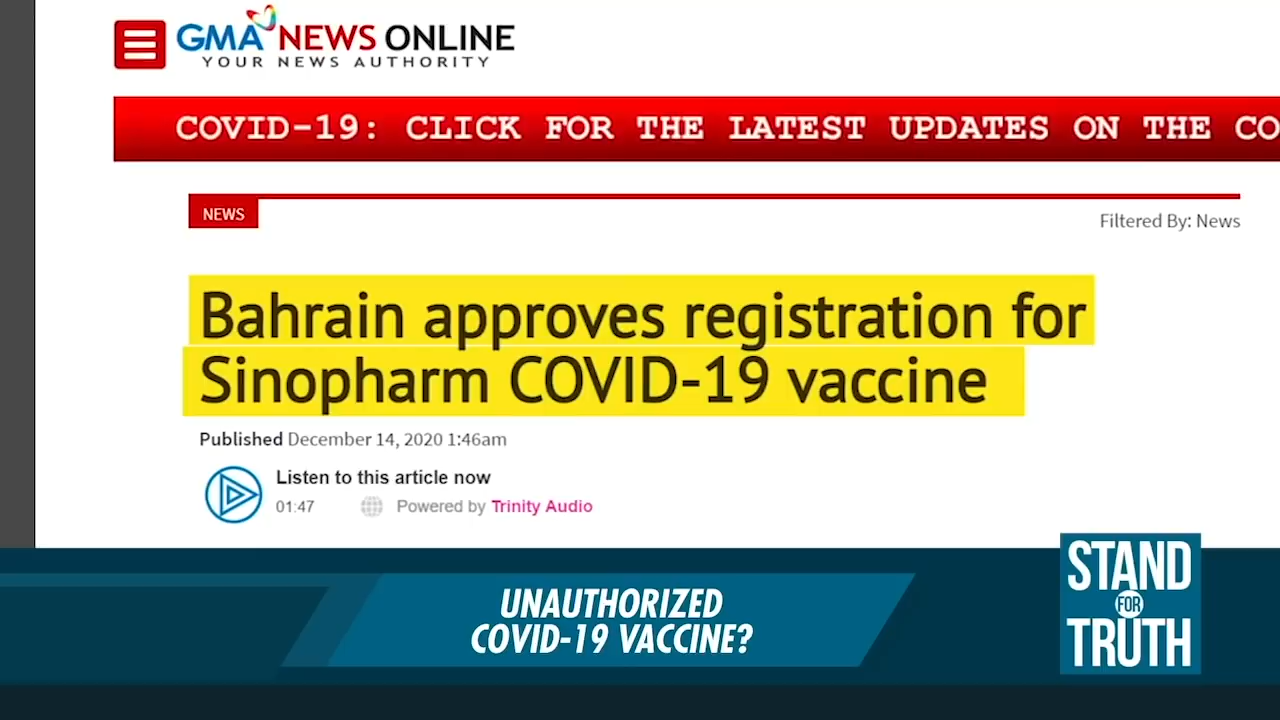 GMA NEWS ONLINE
YOUR NEWS AUTHORITY
COVID-19: CLICK FOR THE LATEST UPDATES ON THE CO
NEWS
Filtered By: News
Bahrain approves registration for
Sinopharm COVID-19 vaccine
Published December 14, 2020 1:46am
Listen to this article now
01:47 Powered by Trinity Audio
UNAUTHORIZED
COVID-19 VACCINE?
STAND
FOR
TRUTH